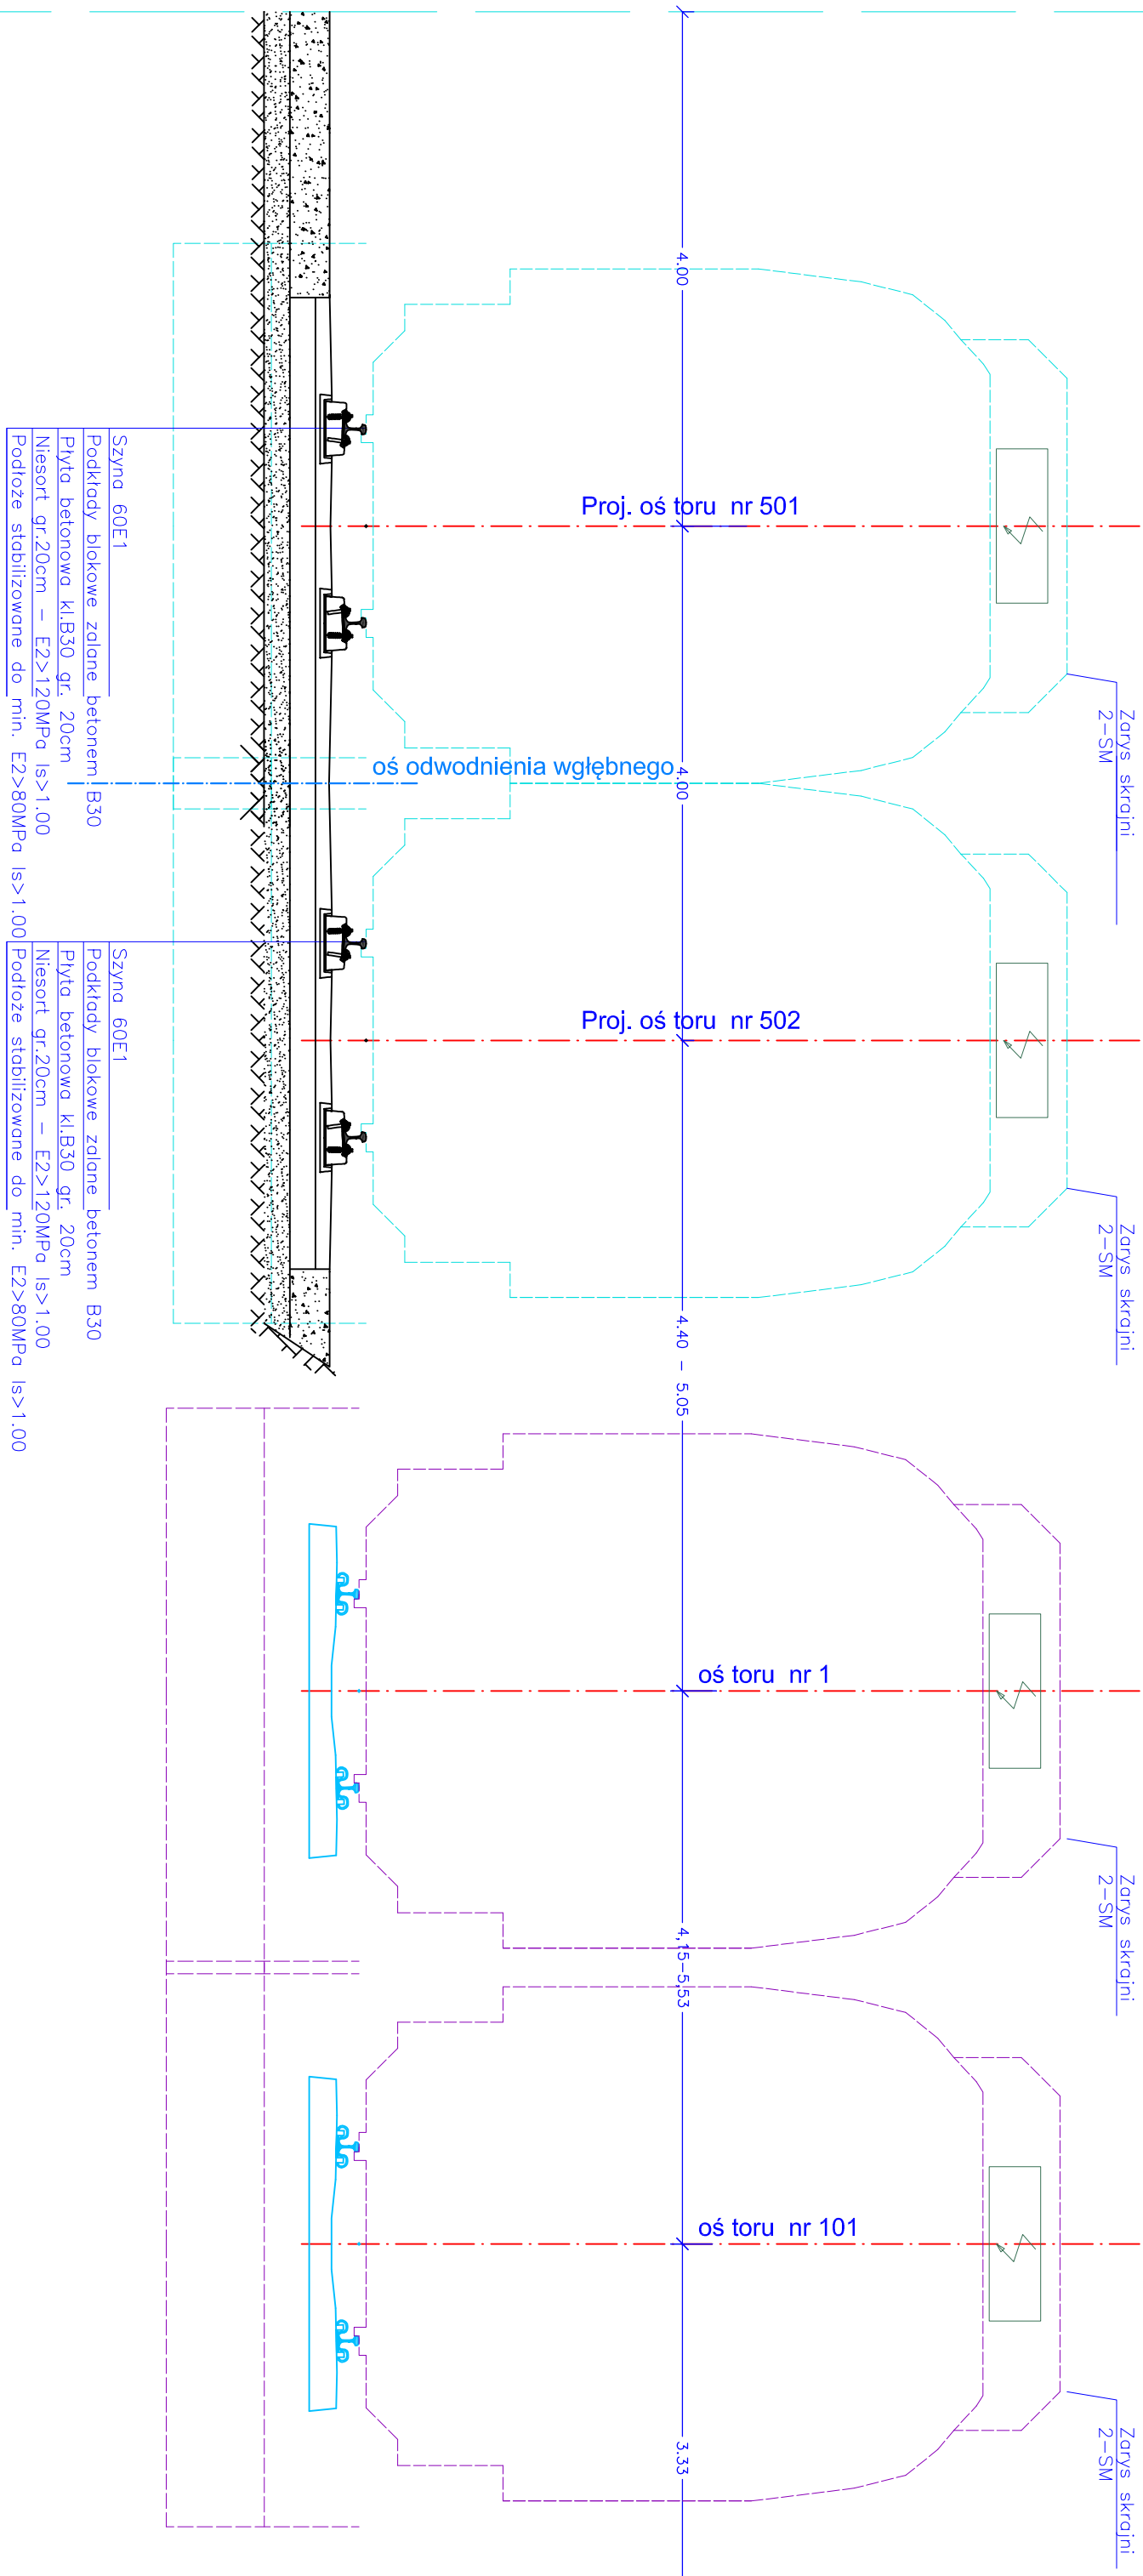 Zarys skrajni
2-SM
Zarys skrajni
2-SM
Zarys skrajni
2-SM
Zarys skrajni
2-SM
4.00
4.00
4.40 - 5.05
4,15-5,53
3.33
Proj. oś toru nr 501
oś odwodnienia wgłębnego
Proj. oś toru nr 502
oś toru nr 1
oś toru nr 101
Szyna 60E1
Podkłady blokowe zalane betonem B30
Płyta betonowa kl.B30 gr. 20cm
Niesort gr.20cm - E2>120MPa Is>1.00
Podłoże stabilizowane do min. E2>80MPa Is>1.00
Szyna 60E1
Podkłady blokowe zalane betonem B30
Płyta betonowa kl.B30 gr. 20cm
Niesort gr.20cm - E2>120MPa Is>1.00
Podłoże stabilizowane do min. E2>80MPa Is>1.00